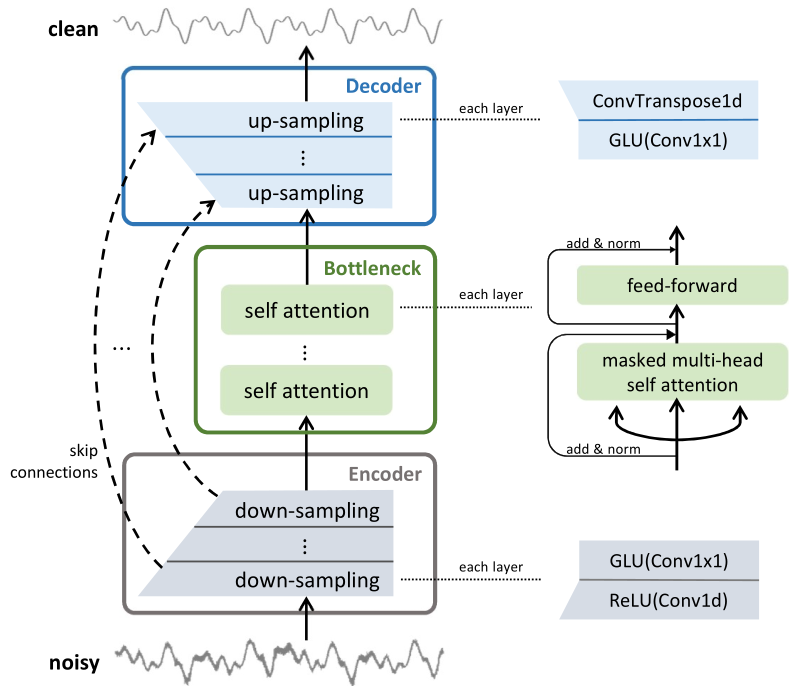 clean
Decoder
up-sampling
each layer
ConvTranspose1d
GLU(Conv1x1)
up-sampling
Bottleneck
self attention
each layer
add & norm
feed-forward
self attention
masked multi-head
self attention
add & norm
...
skip
connections
Encoder
down-sampling
down-sampling
each layer
GLU(Conv1x1)
ReLU(Conv1d)
noisy